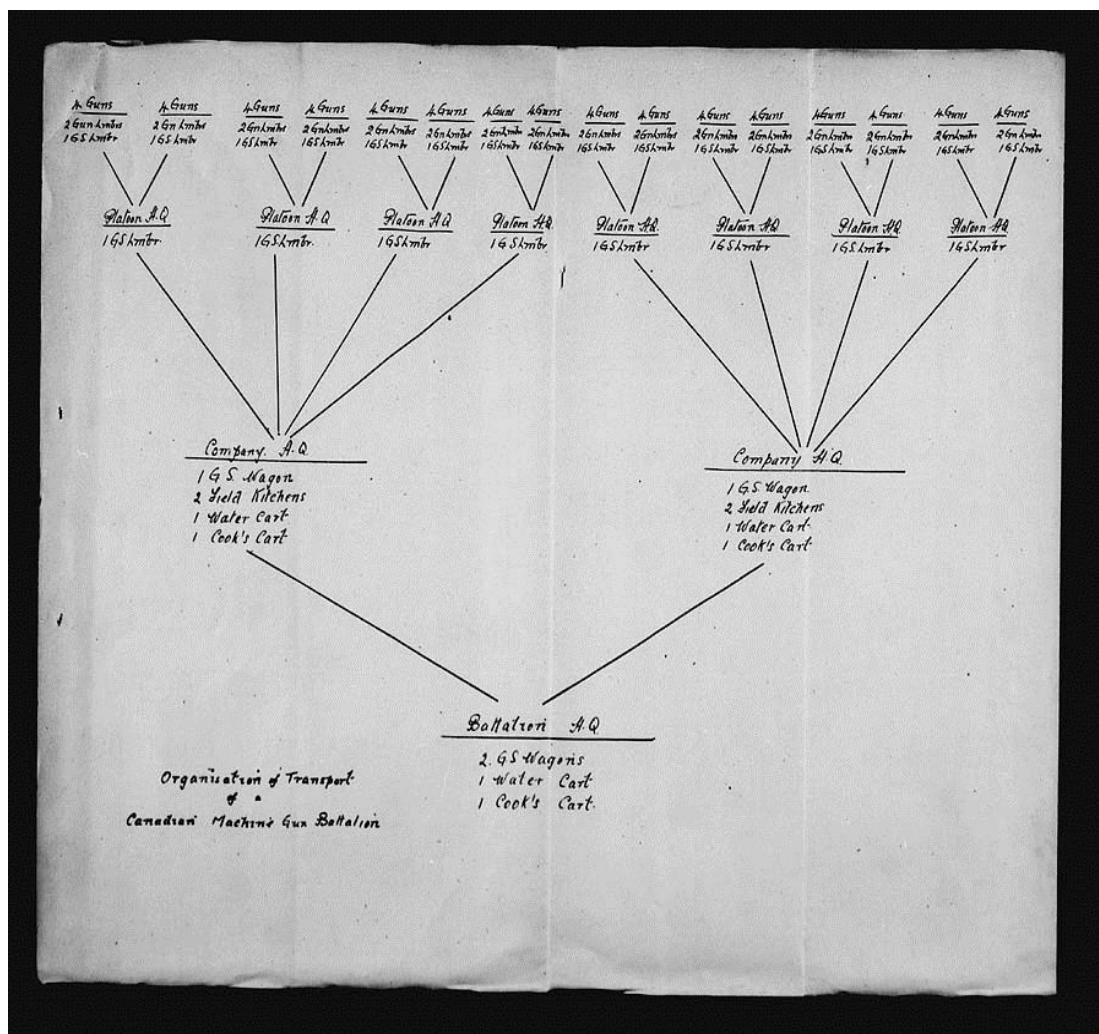 4 Guns
2 Gun Lmbrs
1 GS Lmbr
4 Guns
2 Gn Lmbrs
1 GS Lmbr
4 Guns
2 Gn Lmbrs
1 GS Lmbr
4 Guns
2 Gn Lmbrs
1 GS Lmbr
4 Guns
2 Gn Lmbrs
1 GS Lmbr
4 Guns
2 Gn Lmbrs
1 GS Lmbr
4 Guns
2 Gn Lmbrs
1 GS Lmbr
4 Guns
2 Gn Lmbrs
1 GS Lmbr
4 Guns
2 Gn Lmbrs
1 GS Lmbr
4 Guns
2 Gn Lmbrs
1 GS Lmbr
4 Guns
2 Gn Lmbrs
1 GS Lmbr
4 Guns
2 Gn Lmbrs
1 GS Lmbr
4 Guns
2 Gn Lmbrs
1 GS Lmbr
4 Guns
2 Gn Lmbrs
1 GS Lmbr
4 Guns
2 Gn Lmbrs
1 GS Lmbr
4 Guns
2 Gn Lmbrs
1 GS Lmbr
Platoon H.Q
1 GS Lmbr.
Platoon H.Q
1 GS Lmbr.
Platoon H.Q
1 GS Lmbr
Platoon H.Q.
1 GS Lmbr
Platoon H.Q.
1 GS Lmbr
Platoon H.Q.
1 GS Lmbr
Platoon H.Q
1 GS Lmbr
Platoon H.Q
1 GS Lmbr
Company. H.Q.
1 G.S. Wagon
2 Field Kitchens
1 Water Cart
1 Cook's Cart
Company H.Q.
1 G.S. Wagon.
2 Field Kitchens
1 Water Cart
1 Cook's Cart
Battalion H.Q.
2. GS Wagons
1 Water Cart
1 Cook's Cart.
Organisation of Transport
of a
Canadian Machine Gun Battalion